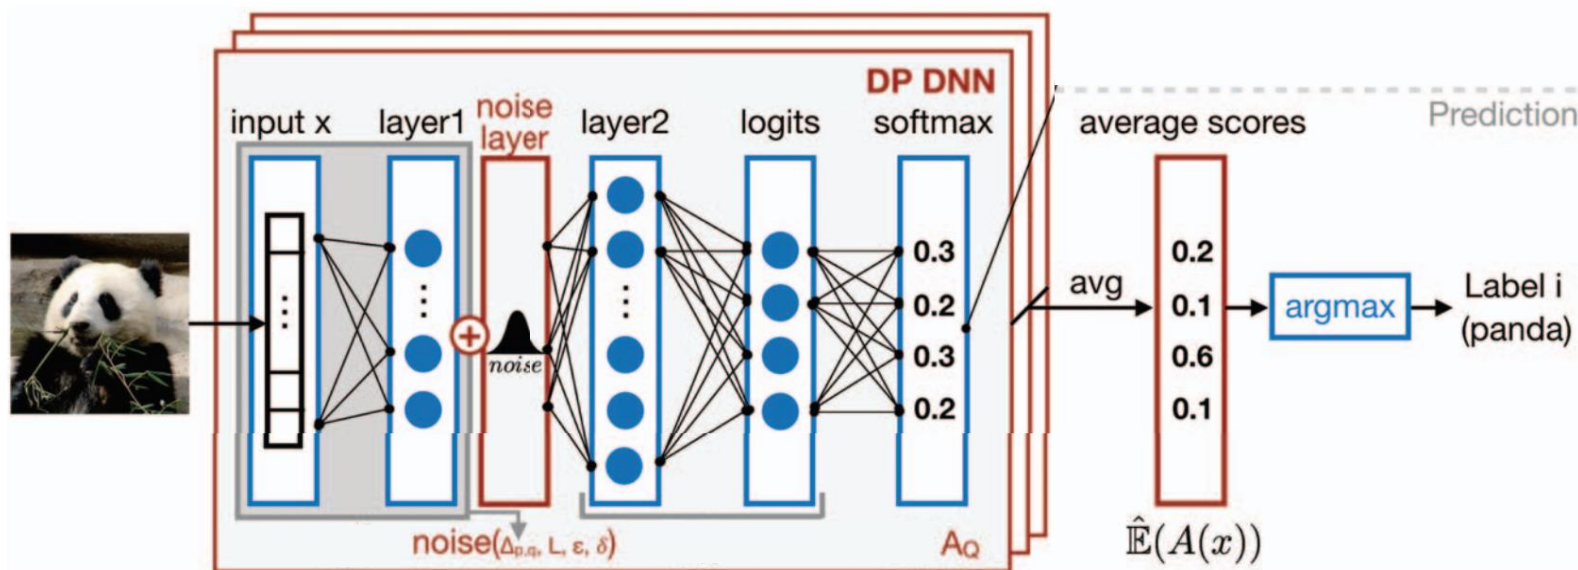 DP DNN
input x
layer1
noise
layer
layer2
logits
softmax
average scores
Prediction
noise
0.3
0.2
0.3
0.2
avg
0.2
0.1
0.6
0.1
argmax
Label i
(panda)
noise(Δp,q, L, ε, δ)
A_Q
Ê(A(x))